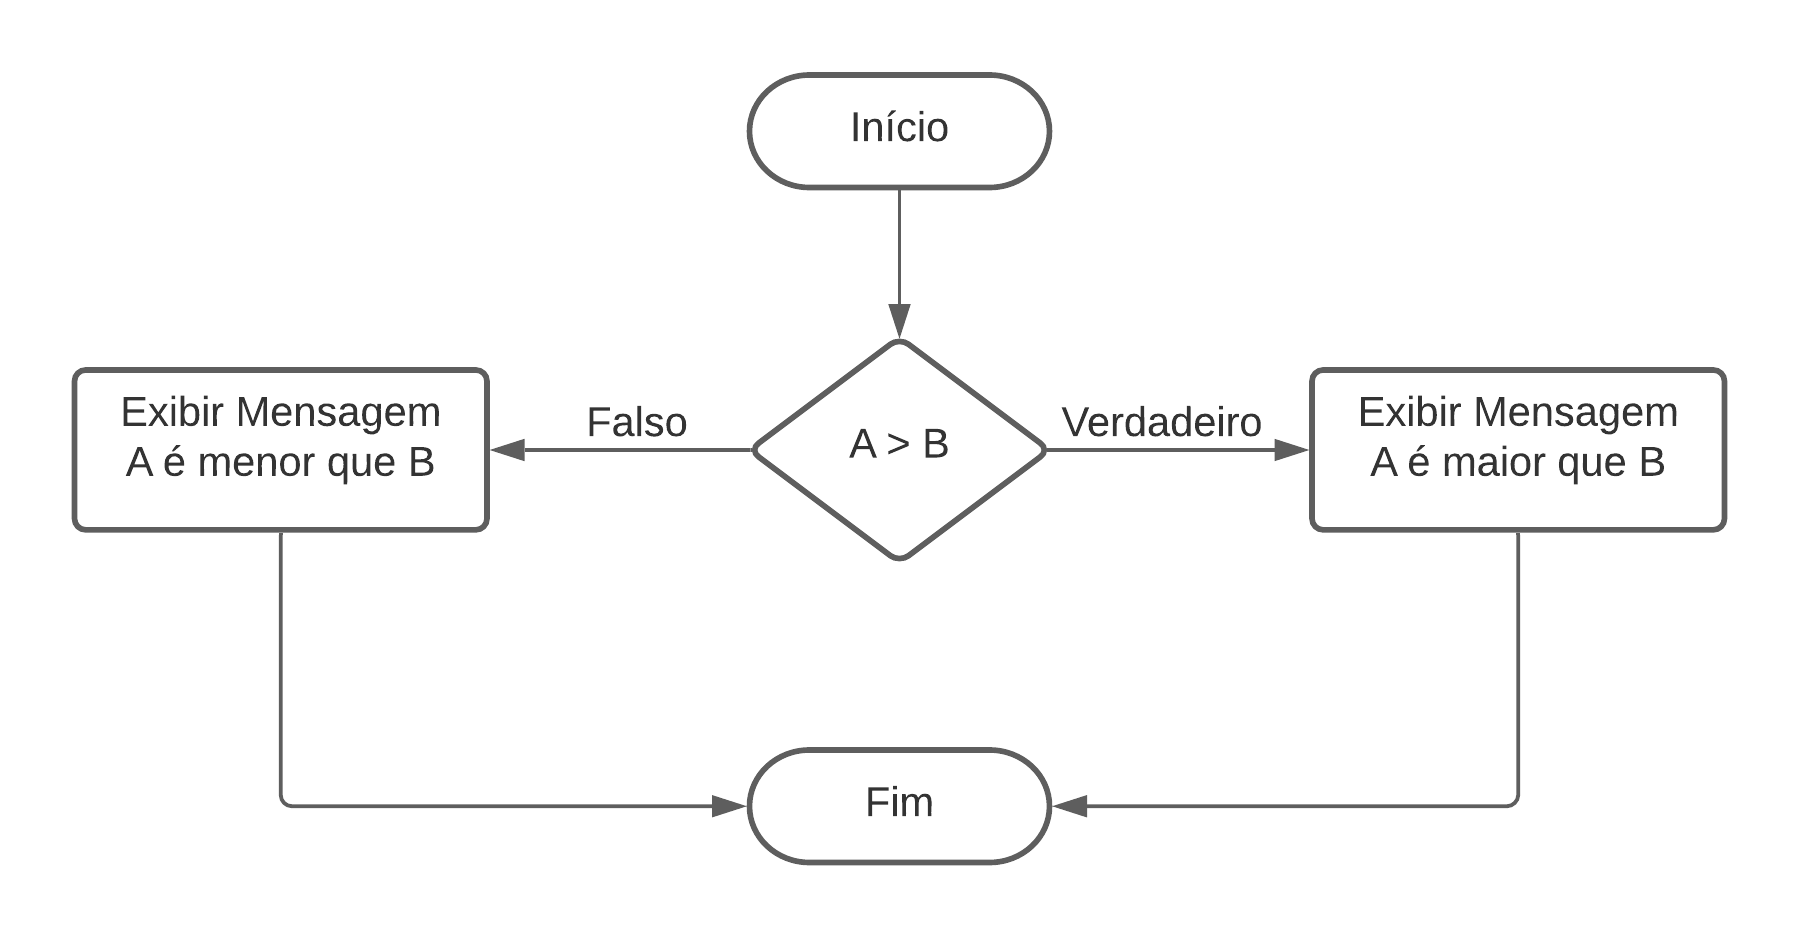 Início
Falso
A > B
Verdadeiro
Exibir Mensagem
A é menor que B
Exibir Mensagem
A é maior que B
Fim